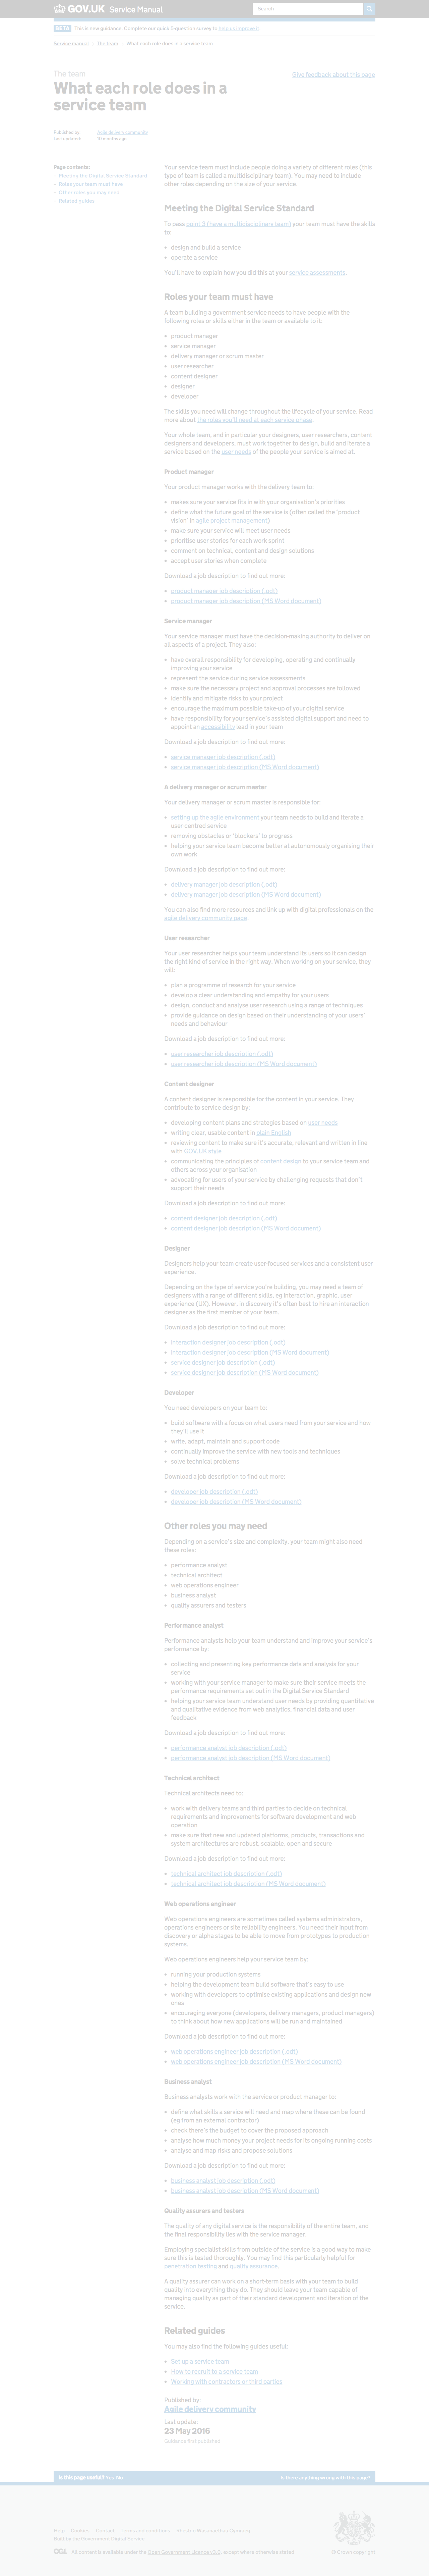 GOV.UK Service Manual
Search
BETA This is new guidance. Complete our quick 5-question survey to help us improve it.
Service manual The team What each role does in a service team
The team
Give feedback about this page
What each role does in a
service team
Published by: Agile delivery community
Last updated: 10 months ago
Page contents:
– Meeting the Digital Service Standard
– Roles your team must have
– Other roles you may need
– Related guides
Your service team must include people doing a variety of different roles (this
type of team is called a multidisciplinary team). You may need to include
other roles depending on the size of your service.
Meeting the Digital Service Standard
To pass point 3 (have a multidisciplinary team) your team must have the skills
to:
• design and build a service
• operate a service
You’ll have to explain how you did this at your service assessments.
Roles your team must have
A team building a government service needs to have people with the
following roles or skills either in the team or available to it:
• product manager
• service manager
• delivery manager or scrum master
• user researcher
• content designer
• designer
• developer
The skills you need will change throughout the lifecycle of your service. Read
more about the roles you’ll need at each service phase.
Your whole team, and in particular your designers, user researchers, content
designers and developers, must work together to design, build and iterate a
service based on the user needs of the people your service is aimed at.
Product manager
Your product manager works with the delivery team to:
• makes sure your service fits in with your organisation’s priorities
• define what the future goal of the service is (often called the ‘product
vision’ in agile project management)
• make sure your service will meet user needs
• prioritise user stories for each work sprint
• comment on technical, content and design solutions
• accept user stories when complete
Download a job description to find out more:
• product manager job description (.odt)
• product manager job description (MS Word document)
Service manager
Your service manager must have the decision-making authority to deliver on
all aspects of a project. They also:
• have overall responsibility for developing, operating and continually
improving your service
• represent the service during service assessments
• make sure the necessary project and approval processes are followed
• identify and mitigate risks to your project
• encourage the maximum possible take-up of your digital service
• have responsibility for your service’s assisted digital support and need to
appoint an accessibility lead in your team
Download a job description to find out more:
• service manager job description (.odt)
• service manager job description (MS Word document)
A delivery manager or scrum master
Your delivery manager or scrum master is responsible for:
• setting up the agile environment your team needs to build and iterate a
user-centred service
• removing obstacles or ‘blockers’ to progress
• helping your service team become better at autonomously organising their
own work
Download a job description to find out more:
• delivery manager job description (.odt)
• delivery manager job description (MS Word document)
You can also find more resources and link up with digital professionals on the
agile delivery community page.
User researcher
Your user researcher helps your team understand its users so it can design
the right kind of service in the right way. When working on your service, they
will:
• plan a programme of research for your service
• develop a clear understanding and empathy for your users
• design, conduct and analyse user research using a range of techniques
• provide guidance on design based on their understanding of your users’
needs and behaviour
Download a job description to find out more:
• user researcher job description (.odt)
• user researcher job description (MS Word document)
Content designer
A content designer is responsible for the content in your service. They
contribute to service design by:
• developing content plans and strategies based on user needs
• writing clear, usable content in plain English
• reviewing content to make sure it’s accurate, relevant and written in line
with GOV.UK style
• communicating the principles of content design to your service team and
others across your organisation
• advocating for users of your service by challenging requests that don’t
support their needs
Download a job description to find out more:
• content designer job description (.odt)
• content designer job description (MS Word document)
Designer
Designers help your team create user-focused services and a consistent user
experience.
Depending on the type of service you’re building, you may need a team of
designers with a range of different skills, eg interaction, graphic, user
experience (UX). However, in discovery it’s often best to hire an interaction
designer as the first member of your team.
Download a job description to find out more:
• interaction designer job description (.odt)
• interaction designer job description (MS Word document)
• service designer job description (.odt)
• service designer job description (MS Word document)
Developer
You need developers on your team to:
• build software with a focus on what users need from your service and how
they’ll use it
• write, adapt, maintain and support code
• continually improve the service with new tools and techniques
• solve technical problems
Download a job description to find out more:
• developer job description (.odt)
• developer job description (MS Word document)
Other roles you may need
Depending on a service’s size and complexity, your team might also need
these roles:
• performance analyst
• technical architect
• web operations engineer
• business analyst
• quality assurers and testers
Performance analyst
Performance analysts help your team understand and improve your service’s
performance by:
• collecting and presenting key performance data and analysis for your
service
• working with your service manager to make sure their service meets the
performance requirements set out in the Digital Service Standard
• helping your service team understand user needs by providing quantitative
and qualitative evidence from web analytics, financial data and user
feedback
Download a job description to find out more:
• performance analyst job description (.odt)
• performance analyst job description (MS Word document)
Technical architect
Technical architects need to:
• work with delivery teams and third parties to decide on technical
requirements and improvements for software development and web
operation
• make sure that new and updated platforms, products, transactions and
system architectures are robust, scalable, open and secure
Download a job description to find out more:
• technical architect job description (.odt)
• technical architect job description (MS Word document)
Web operations engineer
Web operations engineers are sometimes called systems administrators,
operations engineers or site reliability engineers. You need their input from
discovery or alpha stages to be able to move from prototypes to production
systems.
Web operations engineers help your service team by:
• running production systems
• helping the development team build software that’s easy to use
• working with developers to optimise existing applications and design new
ones
• encouraging everyone (developers, delivery managers, product managers)
to think about how new applications will be run and maintained
Download a job description to find out more:
• web operations engineer job description (.odt)
• web operations engineer job description (MS Word document)
Business analyst
Business analysts work with the service or product manager to:
• define what skills a service will need and map where these can be found
(eg from an external contractor)
• check there’s the budget to cover the proposed approach
• analyse how much money your project needs for its ongoing running costs
• analyse and map risks and propose solutions
Download a job description to find out more:
• business analyst job description (.odt)
• business analyst job description (MS Word document)
Quality assurers and testers
The quality of any digital service is the responsibility of the entire team, and
the final responsibility lies with the service manager.
Employing specialist skills from outside of the service is a good way to make
sure this is tested thoroughly. You may find this particularly helpful for
penetration testing and quality assurance.
A quality assurer can work on a short-term basis with your team to build
quality into everything they do. They should leave your team capable of
managing quality as part of their standard development and iteration of the
service.
Related guides
You may also find the following guides useful:
• Set up a service team
• How to recruit to a service team
• Working with contractors or third parties
Published by:
Agile delivery community
Last update:
23 May 2016
Guidance first published
Is this page useful? Yes No
Is there anything wrong with this page?
Help Cookies Contact Terms and conditions Rhestr o Wasanaethau Cymraeg
Built by the Government Digital Service
OGL All content is available under the Open Government Licence v3.0, except where otherwise stated
© Crown copyright